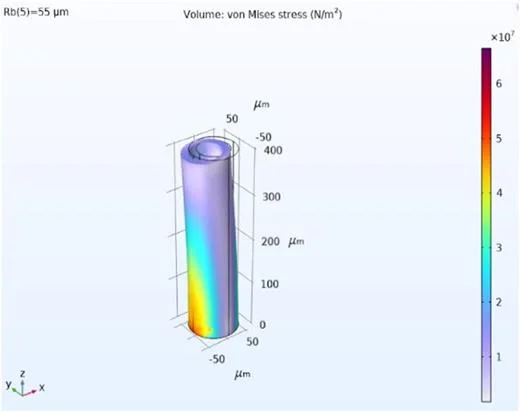 Rb(5)=55 µm
Volume: von Mises stress (N/m²)
×10⁷
6
5
4
3
2
1
µm
50
-50
400
300
200
µm
100
0
50
-50
µm
z
y
x